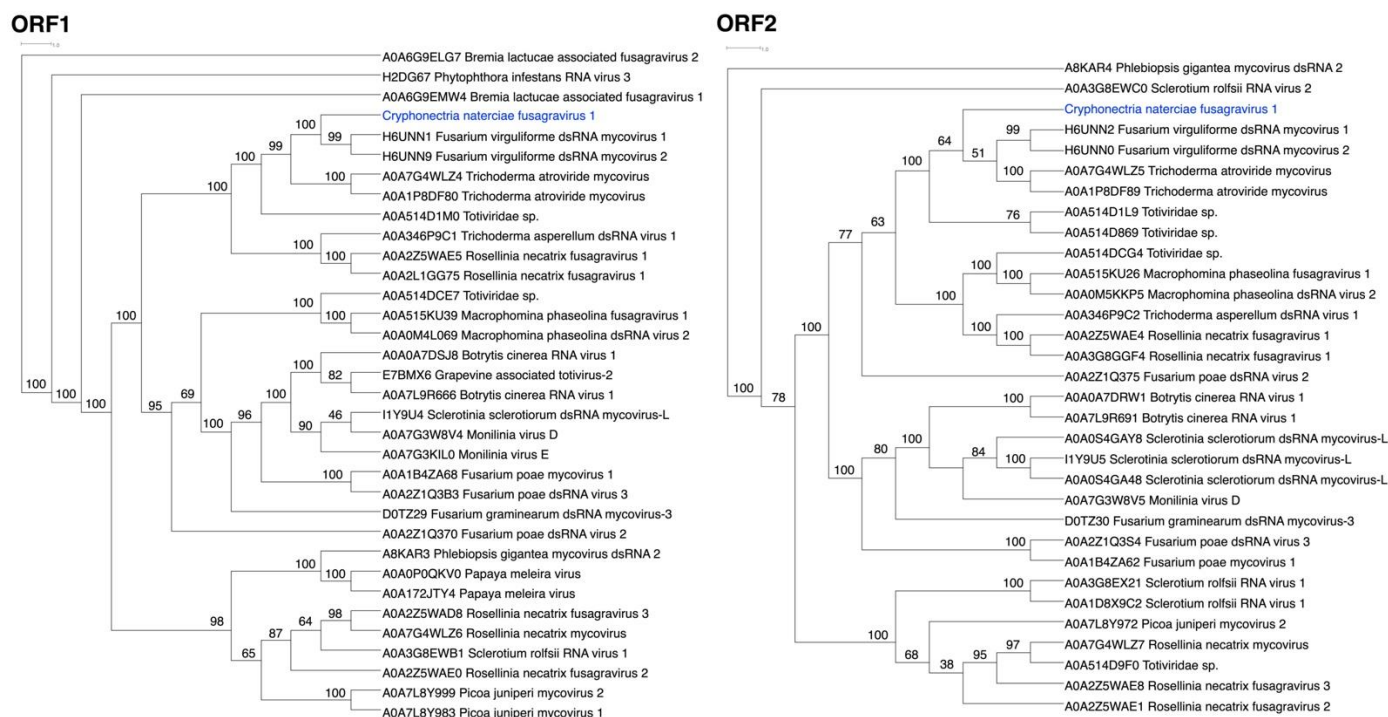 ORF1
1.0
A0A6G9ELG7 Bremia lactucae associated fusagravirus 2
H2DG67 Phytophthora infestans RNA virus 3
A0A6G9EMW4 Bremia lactucae associated fusagravirus 1
Cryphonectria naterciae fusagravirus 1
100
99
H6UNN1 Fusarium virguliforme dsRNA mycovirus 1
99
H6UNN9 Fusarium virguliforme dsRNA mycovirus 2
100
A0A7G4WLZ4 Trichoderma atroviride mycovirus
100
100
A0A1P8DF80 Trichoderma atroviride mycovirus
A0A514D1M0 Totiviridae sp.
A0A346P9C1 Trichoderma asperellum dsRNA virus 1
100
A0A2Z5WAE5 Rosellinia necatrix fusagravirus 1
100
A0A2L1GG75 Rosellinia necatrix fusagravirus 1
A0A514DCE7 Totiviridae sp.
100
A0A515KU39 Macrophomina phaseolina fusagravirus 1
100
100
A0A0M4L069 Macrophomina phaseolina dsRNA virus 2
A0A0A7DSJ8 Botrytis cinerea RNA virus 1
100
E7BMX6 Grapevine associated totivirus-2
82
A0A7L9R666 Botrytis cinerea RNA virus 1
100
100
100
100
95
69
I1Y9U4 Sclerotinia sclerotiorum dsRNA mycovirus-L
46
96
90
A0A7G3W8V4 Monilinia virus D
100
A0A7G3KIL0 Monilinia virus E
A0A1B4ZA68 Fusarium poae mycovirus 1
100
A0A2Z1Q3B3 Fusarium poae dsRNA virus 3
D0TZ29 Fusarium graminearum dsRNA mycovirus-3
A0A2Z1Q370 Fusarium poae dsRNA virus 2
A8KAR3 Phlebiopsis gigantea mycovirus dsRNA 2
100
A0A0P0QKV0 Papaya meleira virus
100
A0A172JTY4 Papaya meleira virus
A0A2Z5WAD8 Rosellinia necatrix fusagravirus 3
98
98
64
A0A7G4WLZ6 Rosellinia necatrix mycovirus
87
A0A3G8EWB1 Sclerotium rolfsii RNA virus 1
65
A0A2Z5WAE0 Rosellinia necatrix fusagravirus 2
A0A7L8Y999 Picoa juniperi mycovirus 2
100
A0A7L8Y983 Picoa juniperi mycovirus 1
ORF2
1.0
A8KAR4 Phlebiopsis gigantea mycovirus dsRNA 2
A0A3G8EWC0 Sclerotium rolfsii RNA virus 2
Cryphonectria naterciae fusagravirus 1
H6UNN2 Fusarium virguliforme dsRNA mycovirus 1
99
64
H6UNN0 Fusarium virguliforme dsRNA mycovirus 2
51
100
A0A7G4WLZ5 Trichoderma atroviride mycovirus
100
A0A1P8DF89 Trichoderma atroviride mycovirus
A0A514D1L9 Totiviridae sp.
76
63
A0A514D869 Totiviridae sp.
77
A0A514DCG4 Totiviridae sp.
100
A0A515KU26 Macrophomina phaseolina fusagravirus 1
100
A0A0M5KKP5 Macrophomina phaseolina dsRNA virus 2
100
A0A346P9C2 Trichoderma asperellum dsRNA virus 1
100
100
A0A2Z5WAE4 Rosellinia necatrix fusagravirus 1
100
A0A3G8GGF4 Rosellinia necatrix fusagravirus 1
A0A2Z1Q375 Fusarium poae dsRNA virus 2
100
78
A0A0A7DRW1 Botrytis cinerea RNA virus 1
100
A0A7L9R691 Botrytis cinerea RNA virus 1
A0A0S4GAY8 Sclerotinia sclerotiorum dsRNA mycovirus-L
80
100
84
I1Y9U5 Sclerotinia sclerotiorum dsRNA mycovirus-L
100
100
A0A0S4GA48 Sclerotinia sclerotiorum dsRNA mycovirus-L
A0A7G3W8V5 Monilinia virus D
D0TZ30 Fusarium graminearum dsRNA mycovirus-3
A0A2Z1Q3S4 Fusarium poae dsRNA virus 3
100
A0A1B4ZA62 Fusarium poae mycovirus 1
A0A3G8EX21 Sclerotium rolfsii RNA virus 1
100
A0A1D8X9C2 Sclerotium rolfsii RNA virus 1
A0A7L8Y972 Picoa juniperi mycovirus 2
100
A0A7G4WLZ7 Rosellinia necatrix mycovirus
97
68
95
A0A514D9F0 Totiviridae sp.
38
A0A2Z5WAE8 Rosellinia necatrix fusagravirus 3
A0A2Z5WAE1 Rosellinia necatrix fusagravirus 2